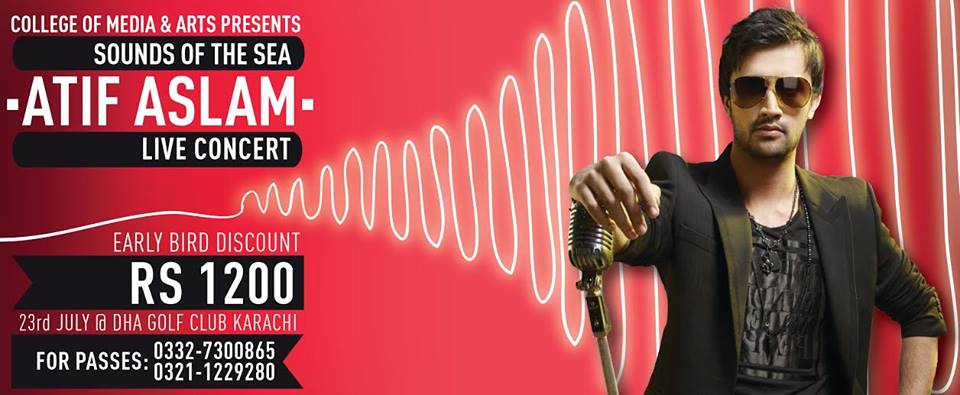 COLLEGE OF MEDIA & ARTS PRESENTS
SOUNDS OF THE SEA
-ATIF ASLAM-
LIVE CONCERT
EARLY BIRD DISCOUNT
RS 1200
23rd JULY @ DHA GOLF CLUB KARACHI
FOR PASSES: 0332-7300865
0321-1229280